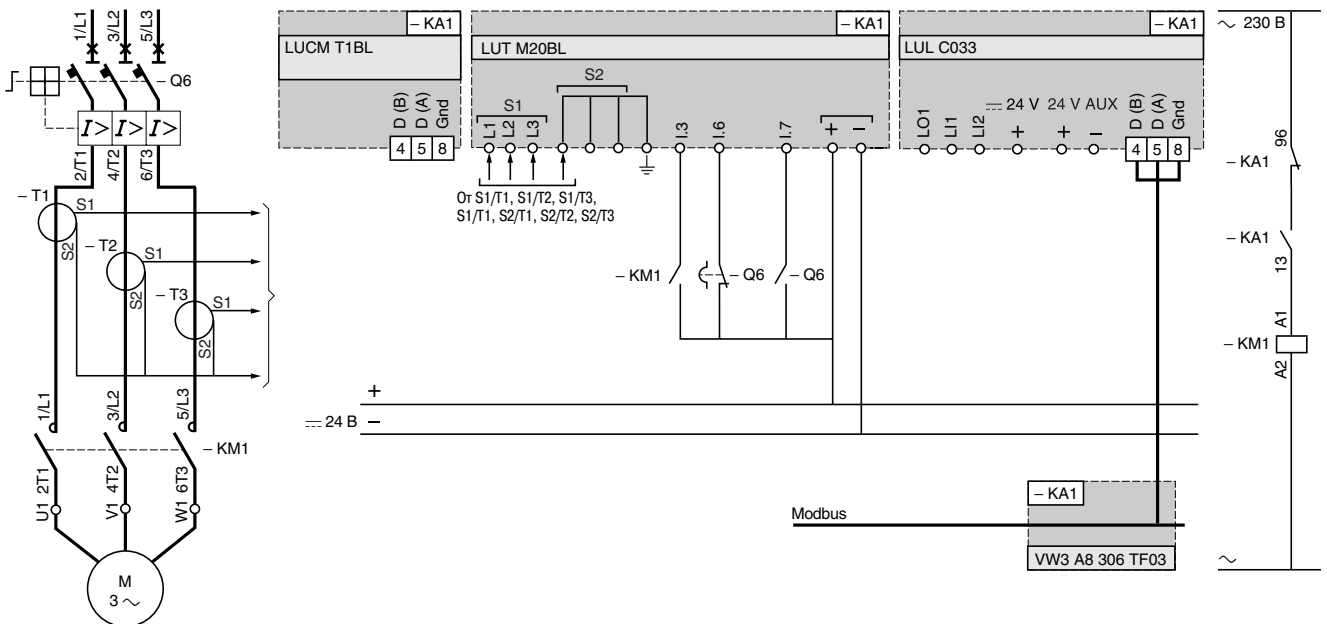 1/L1 3/L2 5/L3
– Q6
I> I> I>
2/T1 4/T2 6/T3
– T1 S1
S2
– T2 S1
S2
– T3 S1
S2
1/L1 3/L2 5/L3
– KM1
2T1 4T2 6T3
U1 V1 W1
M
3 ~
– KA1
LUCM T1BL
D (B) D (A) Gnd
4 5 8
– KA1
LUT M20BL
S2
S1
L1 L2 L3 I.3 I.6 I.7 + –
От S1/T1, S1/T2, S1/T3,
S1/T1, S2/T1, S2/T2, S2/T3
– KM1 – Q6 – Q6
+
24 В –
– KA1
LUL C033
24 V 24 V AUX
LO1 LI1 LI2 + + – D (B) D (A) Gnd
4 5 8
– KA1
Modbus
VW3 A8 306 TF03
~ 230 В
96
– KA1
– KA1
13
A1
– KM1
A2
~